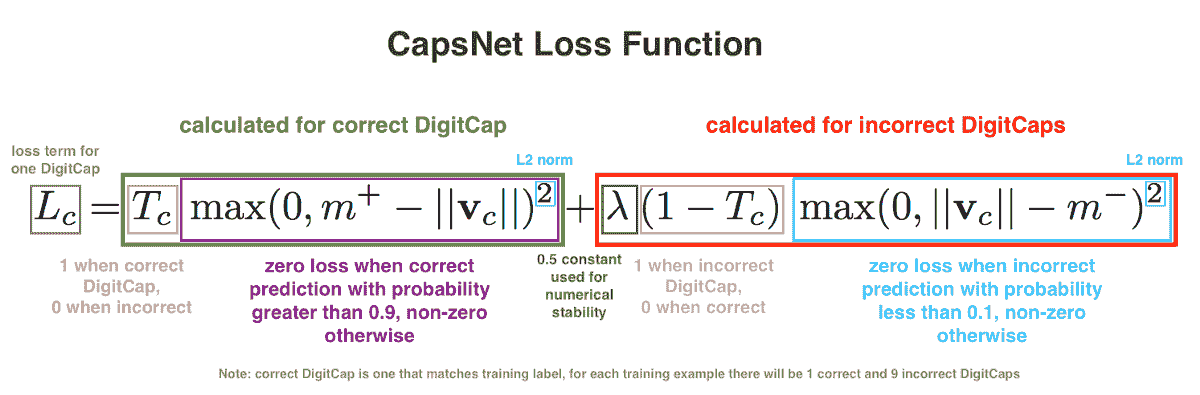 CapsNet Loss Function
calculated for correct DigitCap
calculated for incorrect DigitCaps
loss term for
one DigitCap
L2 norm
L2 norm
L_c = T_c max(0, m^+ − ||v_c||)^2 + λ(1 − T_c) max(0, ||v_c|| − m^−)^2
1 when correct
DigitCap,
0 when incorrect
zero loss when correct
prediction with probability
greater than 0.9, non-zero
otherwise
0.5 constant
used for
numerical
stability
1 when incorrect
DigitCap,
0 when correct
zero loss when incorrect
prediction with probability
less than 0.1, non-zero
otherwise
Note: correct DigitCap is one that matches training label, for each training example there will be 1 correct and 9 incorrect DigitCaps